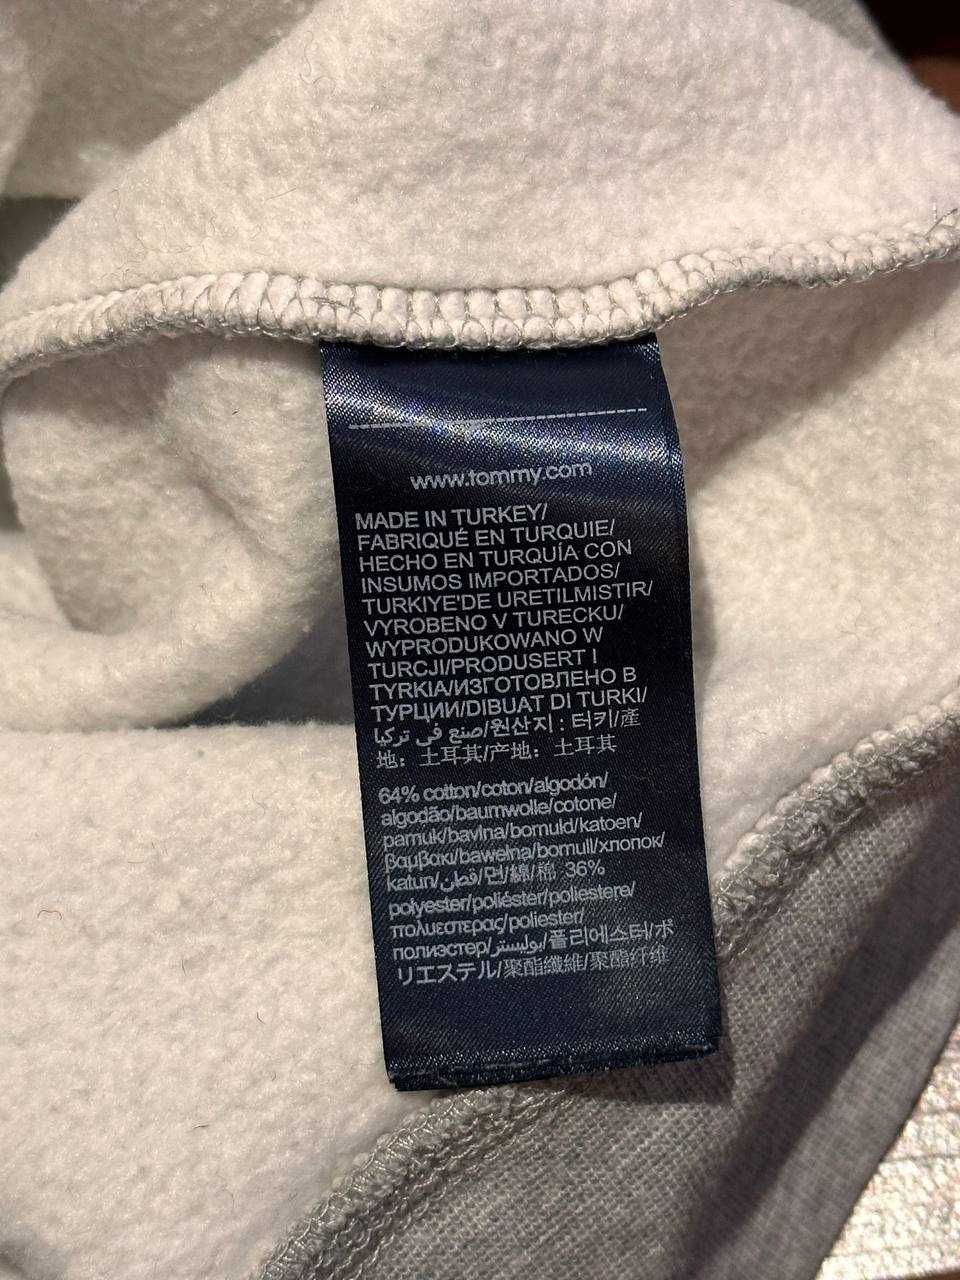 www.tommy.com
MADE IN TURKEY/
FABRIQUÉ EN TURQUIE/
HECHO EN TURQUÍA CON
INSUMOS IMPORTADOS/
TURKIYE'DE URETILMISTIR/
VYROBENO V TURECKU/
WYPRODUKOWANO W
TURCJI/PRODUSERT I
TYRKIA/ИЗГОТОВЛЕНО В
ТУРЦИИ/DIBUAT DI TURKI/
صنع في تركيا/원산지 : 터키/產
地: 土耳其/产地: 土耳其
64% cotton/coton/algodón/
algodão/baumwolle/cotone/
pamuk/bavlna/bomuld/katoen/
βαμβακι/bawełna/bomull/хлопок/
katun/قطن/면/綿/棉 36%
polyester/poliéster/poliestere/
πολυεστερας/poliester/
полиэстер/بوليستر/폴리에스터/ポ
リエステル/聚酯纖維/聚酯纤维